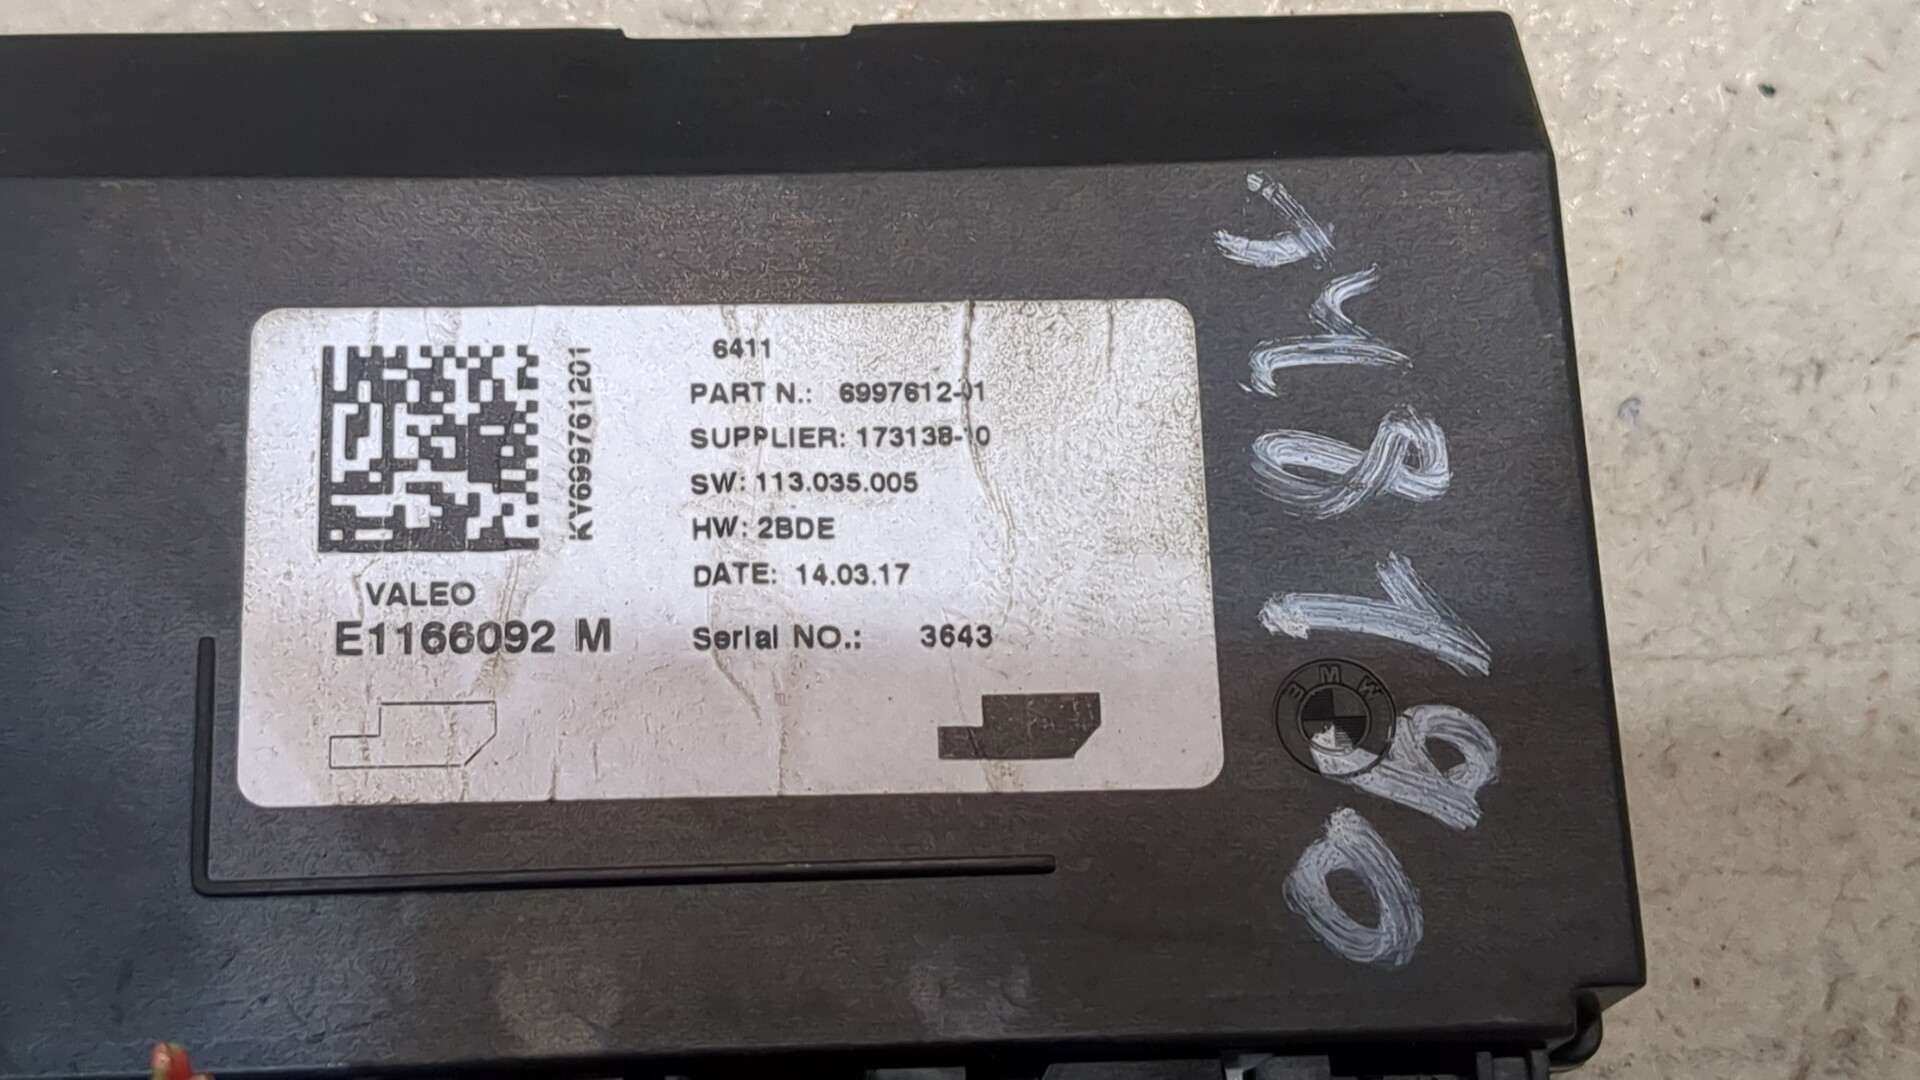 6411
PART N.: 6997612-01
SUPPLIER: 173138-10
SW: 113.035.005
HW: 2BDE
DATE: 14.03.17
Serial NO.: 3643
KV699761201
VALEO
E1166092 M
BMW